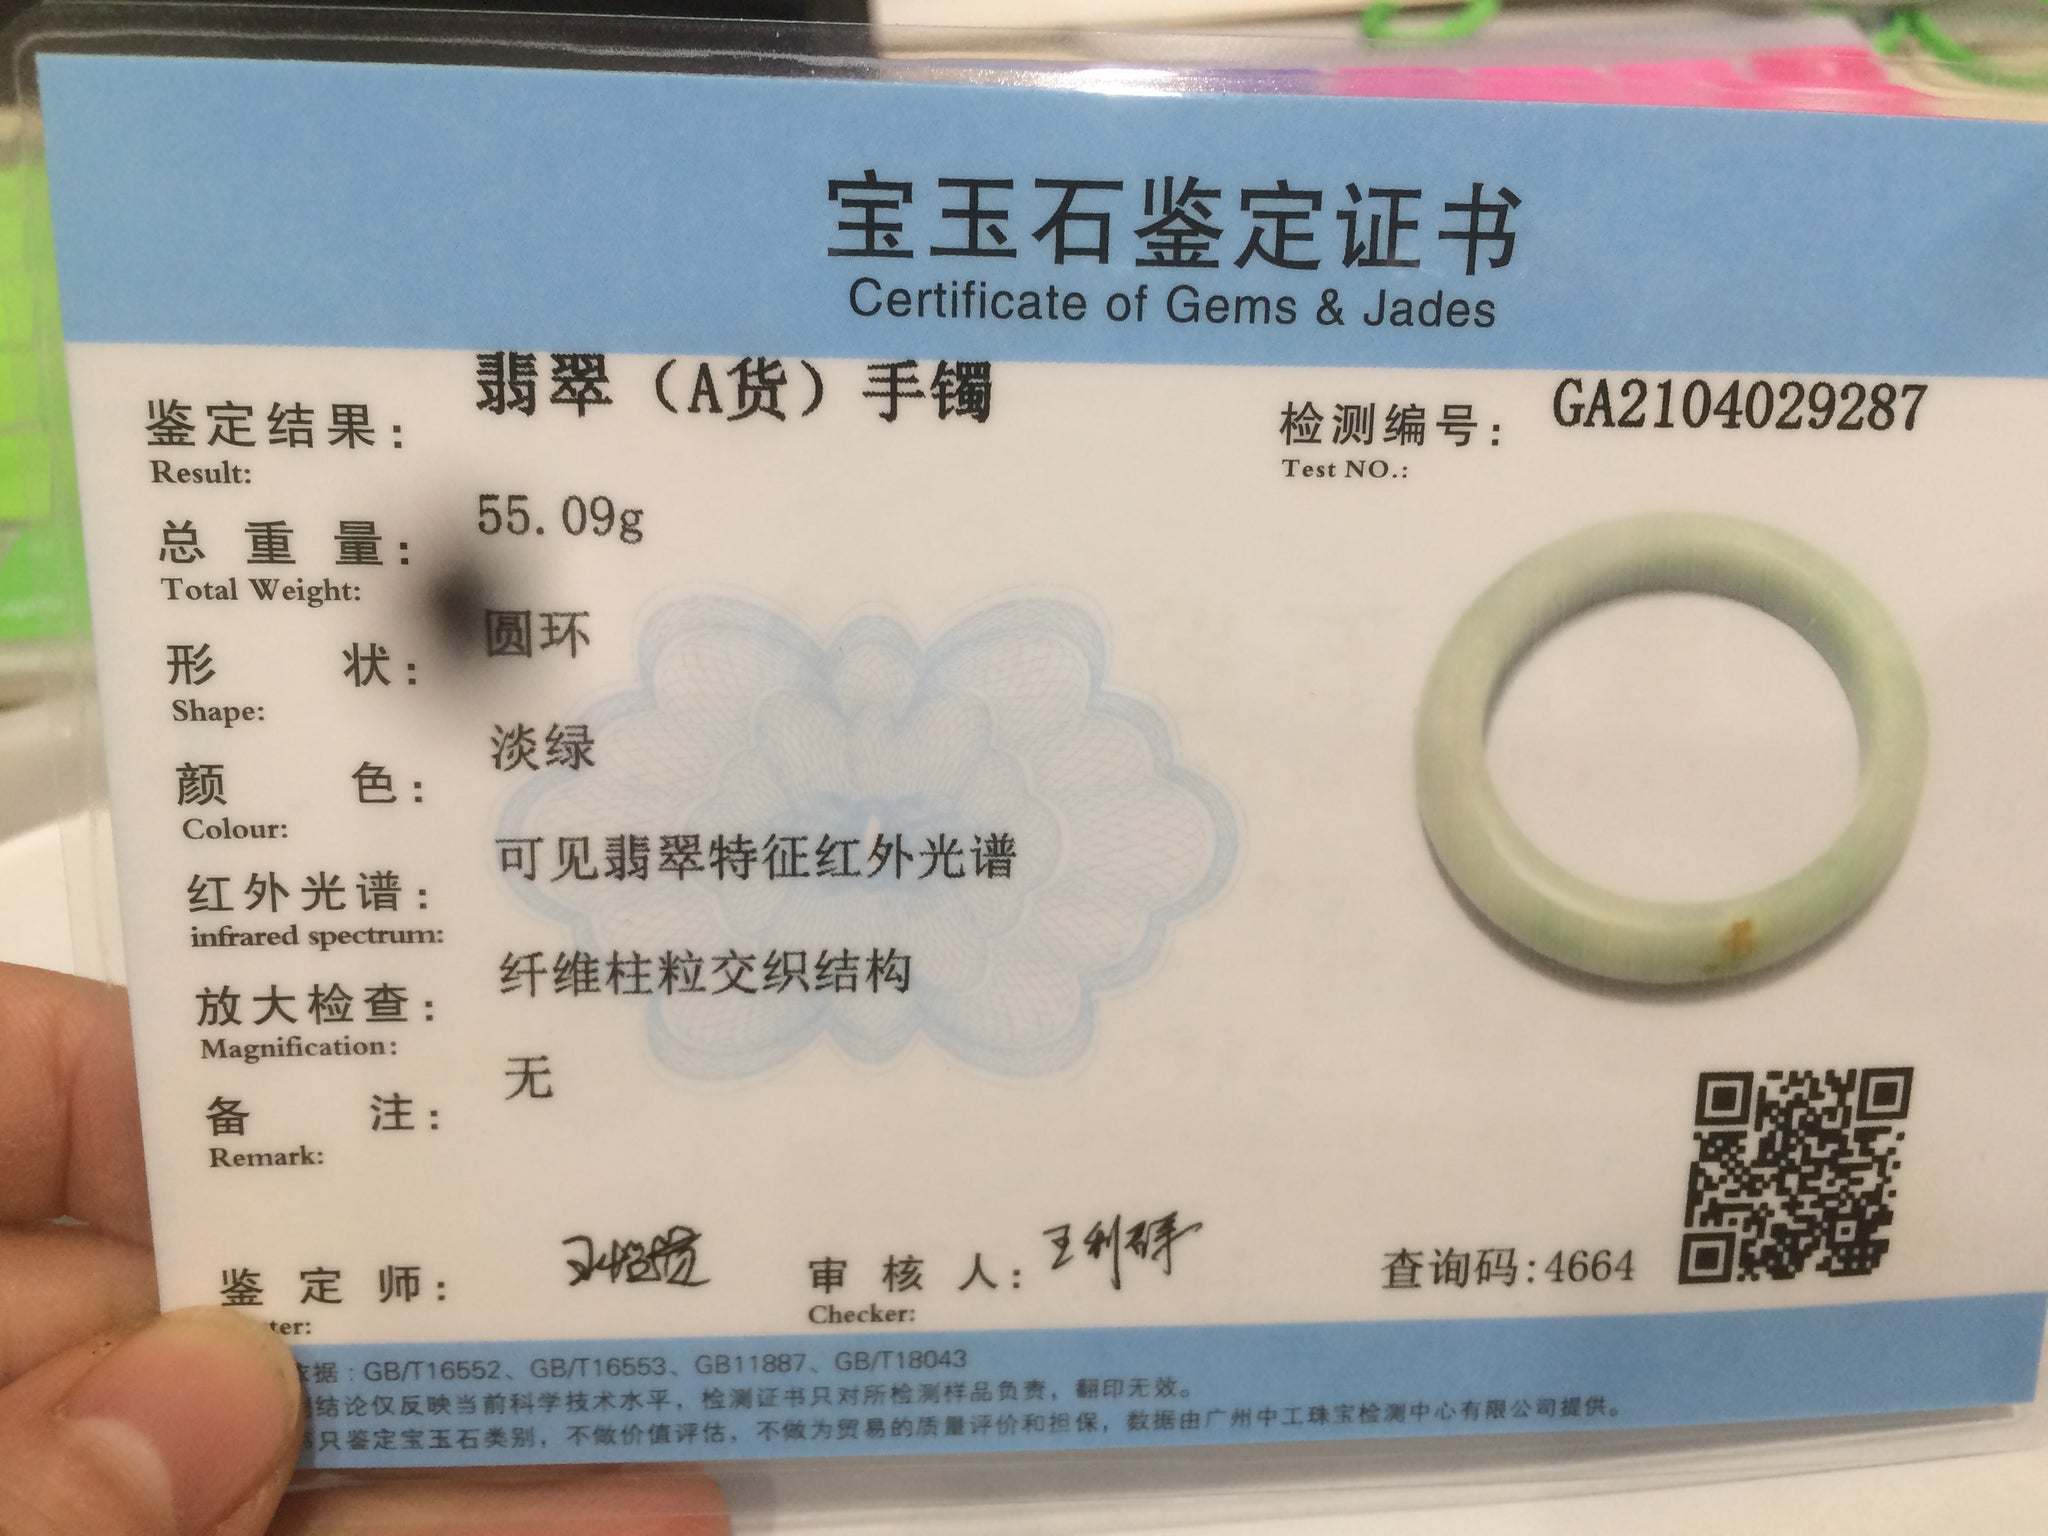 宝玉石鉴定证书
Certificate of Gems & Jades
鉴定结果: 翡翠（A货）手镯
Result:
检测编号: GA2104029287
Test NO.:
总重量: 55.09g
Total Weight:
形状: 圆环
Shape:
颜色: 淡绿
Colour:
红外光谱: 可见翡翠特征红外光谱
infrared spectrum:
放大检查: 纤维柱粒交织结构
Magnification:
备注: 无
Remark:
鉴定师:
审核人: 王利
Checker:
查询码:4664
依据：GB/T16552、GB/T16553、GB11887、GB/T18043
结论仅反映当前科学技术水平，检测证书只对所检测样品负责，翻印无效。
只鉴定宝玉石类别，不做价值评估，不做为贸易的质量评价和担保，数据由广州中工珠宝检测中心有限公司提供。